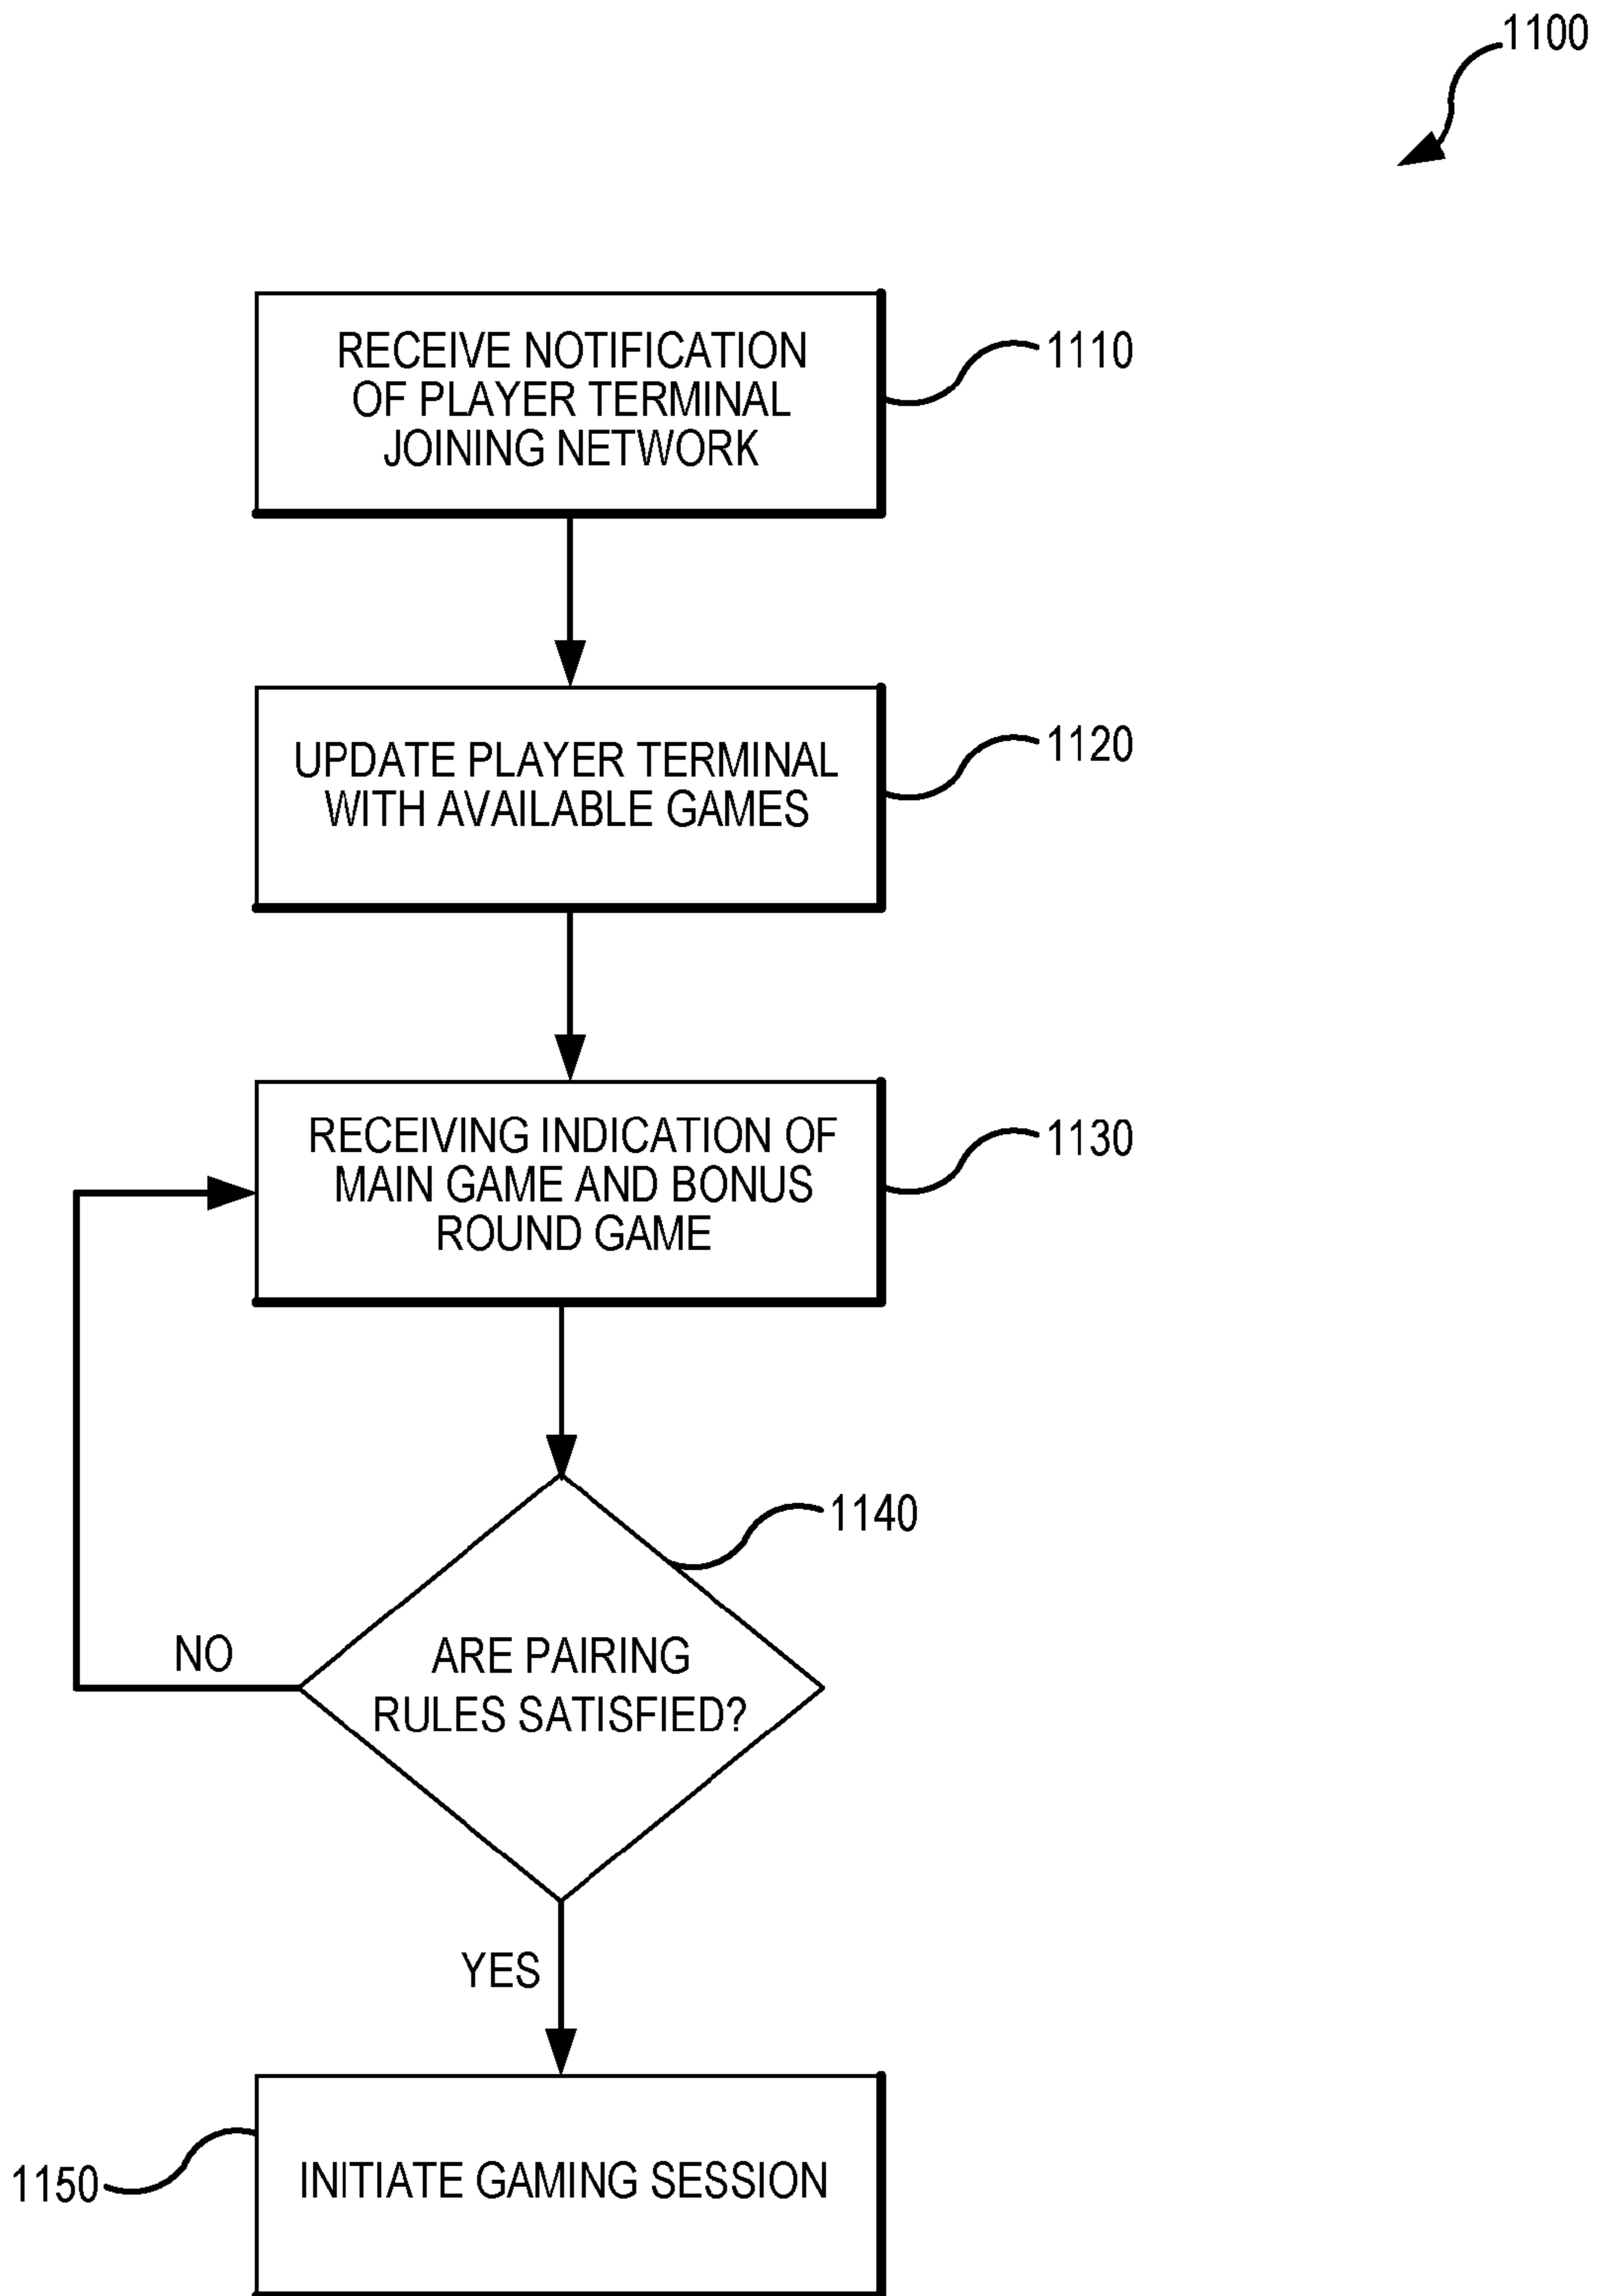 1100
RECEIVE NOTIFICATION
OF PLAYER TERMINAL
JOINING NETWORK
1110
UPDATE PLAYER TERMINAL
WITH AVAILABLE GAMES
1120
RECEIVING INDICATION OF
MAIN GAME AND BONUS
ROUND GAME
1130
1140
ARE PAIRING
RULES SATISFIED?
NO
YES
1150
INITIATE GAMING SESSION